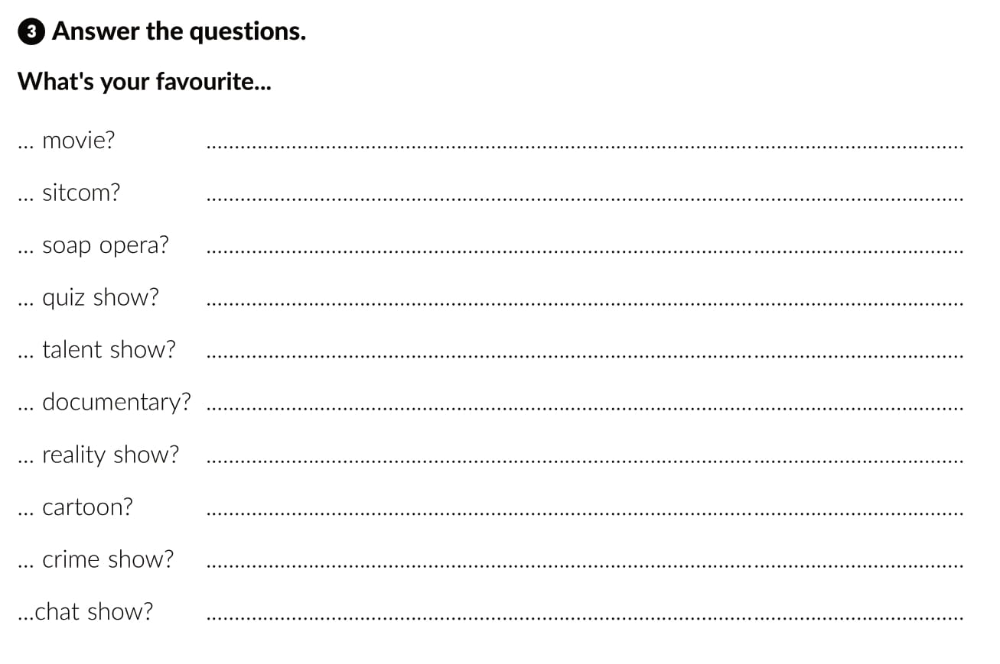 3 Answer the questions.
What's your favourite...
... movie? ....................................................................................................
... sitcom? ....................................................................................................
... soap opera? ....................................................................................................
... quiz show? ....................................................................................................
... talent show? ....................................................................................................
... documentary? ....................................................................................................
... reality show? ....................................................................................................
... cartoon? ....................................................................................................
... crime show? ....................................................................................................
...chat show? ....................................................................................................